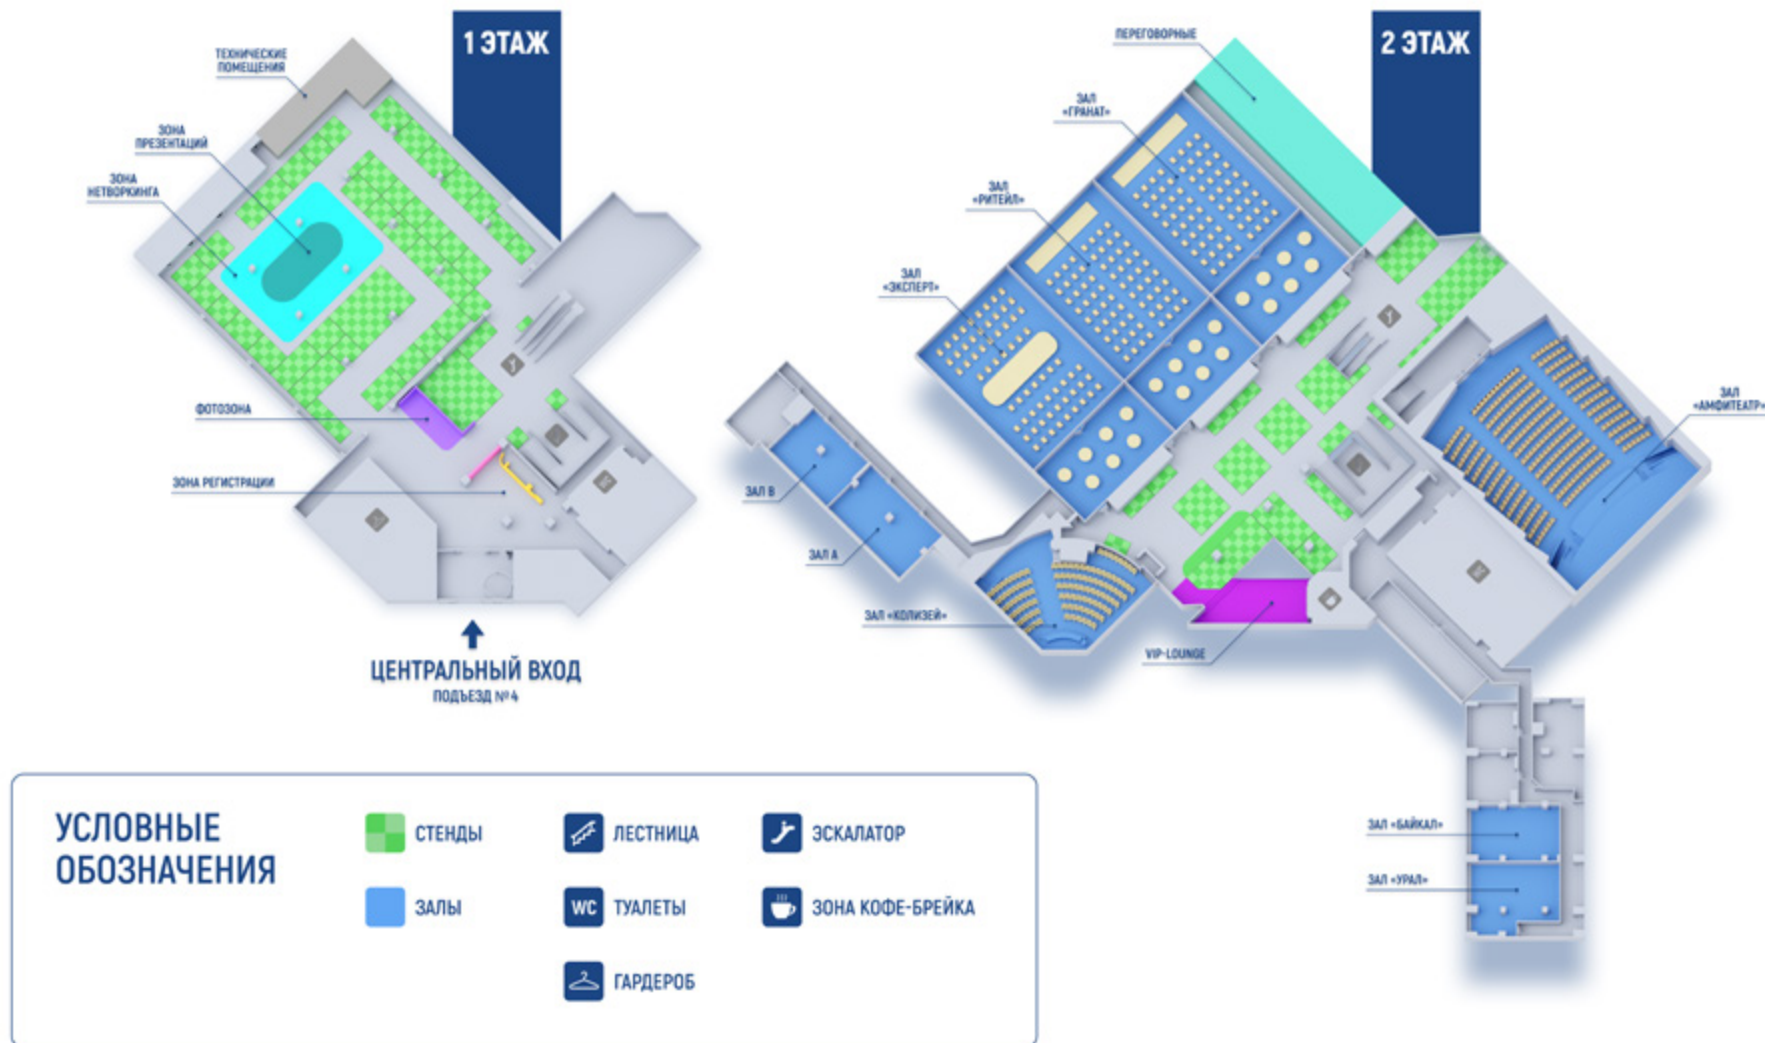 1 ЭТАЖ
ТЕХНИЧЕСКИЕ
ПОМЕЩЕНИЯ
ЗОНА
ПРЕЗЕНТАЦИЙ
ЗОНА
НЕТВОРКИНГА
ФОТОЗОНА
ЗОНА РЕГИСТРАЦИИ
ЦЕНТРАЛЬНЫЙ ВХОД
ПОДЪЕЗД №4
2 ЭТАЖ
ПЕРЕГОВОРНЫЕ
ЗАЛ
«ГРАНАТ»
ЗАЛ
«РИТЕЙЛ»
ЗАЛ
«ЭКСПЕРТ»
ЗАЛ
«АМФИТЕАТР»
ЗАЛ В
ЗАЛ А
ЗАЛ «КОЛИЗЕЙ»
VIP-LOUNGE
ЗАЛ «БАЙКАЛ»
ЗАЛ «УРАЛ»
УСЛОВНЫЕ
ОБОЗНАЧЕНИЯ
СТЕНДЫ
ЛЕСТНИЦА
ЭСКАЛАТОР
ЗАЛЫ
WC ТУАЛЕТЫ
ЗОНА КОФЕ-БРЕЙКА
ГАРДЕРОБ